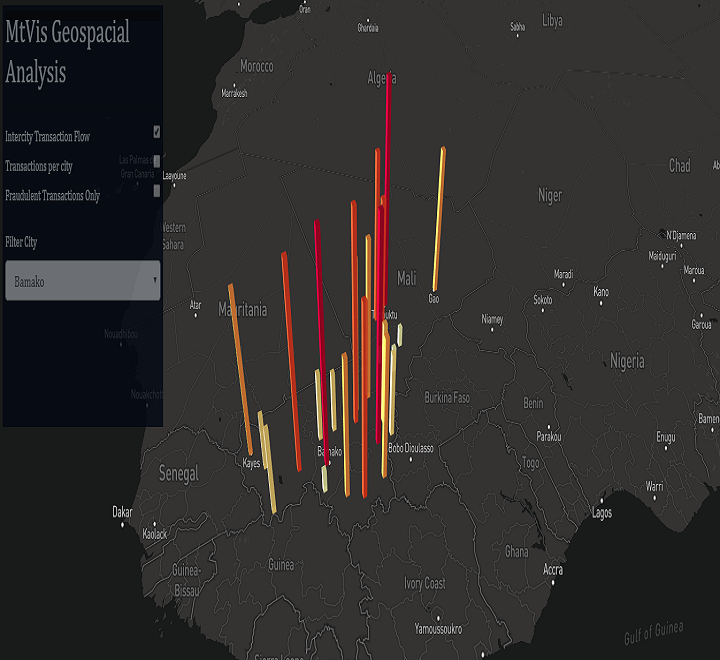 MtVis Geospacial
Analysis
Intercity Transaction Flow
Transactions per city
Fraudulent Transactions Only
Filter City
Bamako
Oran
Ghardaia
Sabha
Libya
Morocco
Marrakesh
Algeria
Las Palmas de
Gran Canaria
Laayoune
Chad
Western
Sahara
Niger
N'Djamena
Maiduguri
Maroua
Mali
Maradi
Kano
Gao
Sokoto
Atar
Mauritania
Niamey
Garoua
Nouadhibou
Nigeria
Nouakchott
Burkina Faso
Benin
Parakou
Enugu
Bobo Dioulasso
Bamako
Kayes
Togo
Senegal
Warri
Dakar
Lagos
Kaolack
Ghana
Guinea
Accra
Guinea-
Bissau
Ivory Coast
Yamoussoukro
Gulf of Guinea